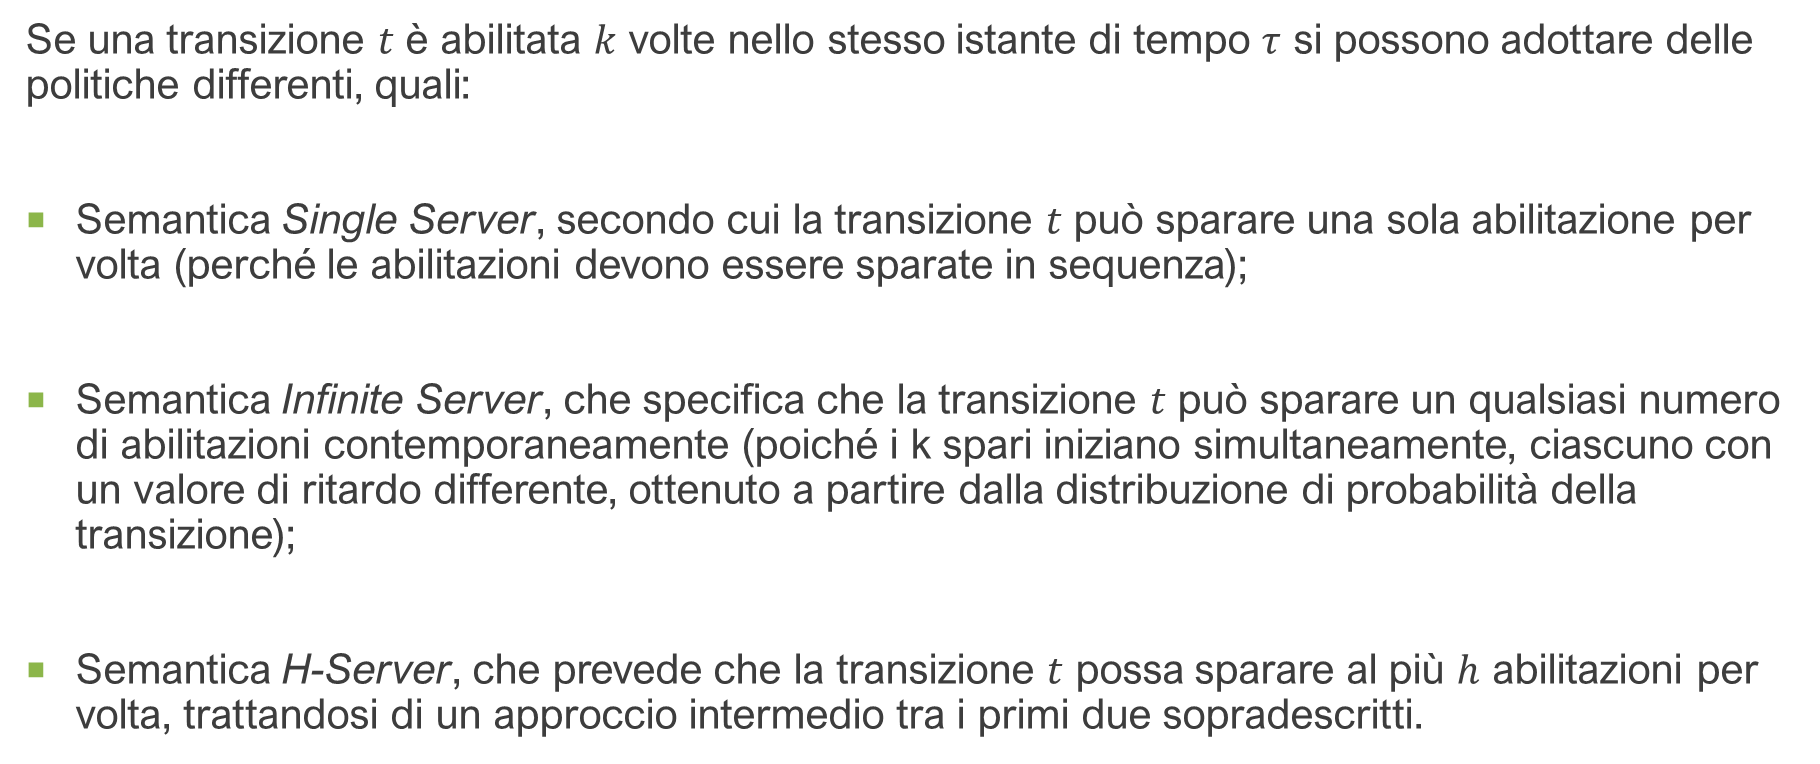 Se una transizione 𝑡 è abilitata 𝑘 volte nello stesso istante di tempo 𝜏 si possono adottare delle
politiche differenti, quali:
▪ Semantica Single Server, secondo cui la transizione 𝑡 può sparare una sola abilitazione per
volta (perché le abilitazioni devono essere sparate in sequenza);
▪ Semantica Infinite Server, che specifica che la transizione 𝑡 può sparare un qualsiasi numero
di abilitazioni contemporaneamente (poiché i k spari iniziano simultaneamente, ciascuno con
un valore di ritardo differente, ottenuto a partire dalla distribuzione di probabilità della
transizione);
▪ Semantica H-Server, che prevede che la transizione 𝑡 possa sparare al più ℎ abilitazioni per
volta, trattandosi di un approccio intermedio tra i primi due sopradescritti.